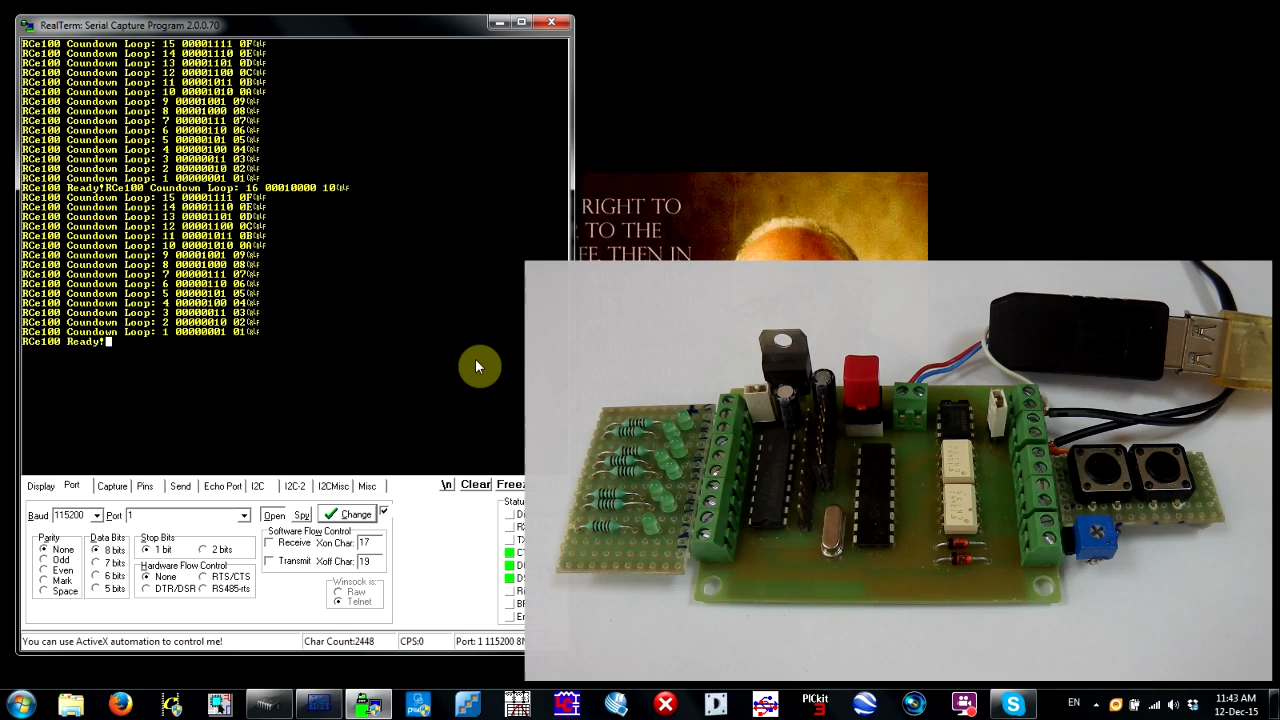 RealTerm: Serial Capture Program 2.0.0.70
RCe100 Coundown Loop: 15 00001111 0F
RCe100 Coundown Loop: 14 00001110 0E
RCe100 Coundown Loop: 13 00001101 0D
RCe100 Coundown Loop: 12 00001100 0C
RCe100 Coundown Loop: 11 00001011 0B
RCe100 Coundown Loop: 10 00001010 0A
RCe100 Coundown Loop: 9 00001001 09
RCe100 Coundown Loop: 8 00001000 08
RCe100 Coundown Loop: 7 00000111 07
RCe100 Coundown Loop: 6 00000110 06
RCe100 Coundown Loop: 5 00000101 05
RCe100 Coundown Loop: 4 00000100 04
RCe100 Coundown Loop: 3 00000011 03
RCe100 Coundown Loop: 2 00000010 02
RCe100 Coundown Loop: 1 00000001 01
RCe100 Ready!RCe100 Coundown Loop: 16 00010000 10
RCe100 Coundown Loop: 15 00001111 0F
RCe100 Coundown Loop: 14 00001110 0E
RCe100 Coundown Loop: 13 00001101 0D
RCe100 Coundown Loop: 12 00001100 0C
RCe100 Coundown Loop: 11 00001011 0B
RCe100 Coundown Loop: 10 00001010 0A
RCe100 Coundown Loop: 9 00001001 09
RCe100 Coundown Loop: 8 00001000 08
RCe100 Coundown Loop: 7 00000111 07
RCe100 Coundown Loop: 6 00000110 06
RCe100 Coundown Loop: 5 00000101 05
RCe100 Coundown Loop: 4 00000100 04
RCe100 Coundown Loop: 3 00000011 03
RCe100 Coundown Loop: 2 00000010 02
RCe100 Coundown Loop: 1 00000001 01
RCe100 Ready!
RIGHT TO
TO THE
THEN IN
Display Port Capture Pins Send Echo Port I2C I2C-2 I2CMisc Misc \n Clear Freez
Baud 115200 Port 1 Open Spy Change
Parity
None
Odd
Even
Mark
Space
Data Bits
8 bits
7 bits
6 bits
5 bits
Stop Bits
1 bit 2 bits
Hardware Flow Control
None RTS/CTS
DTR/DSR RS485-rts
Software Flow Control
Receive Xon Char: 17
Transmit Xoff Char: 19
Winsock is:
Raw
Telnet
Status
You can use ActiveX automation to control me! Char Count:2448 CPS:0 Port: 1 115200 8N
PICkit
3
EN
11:43 AM
12-Dec-15